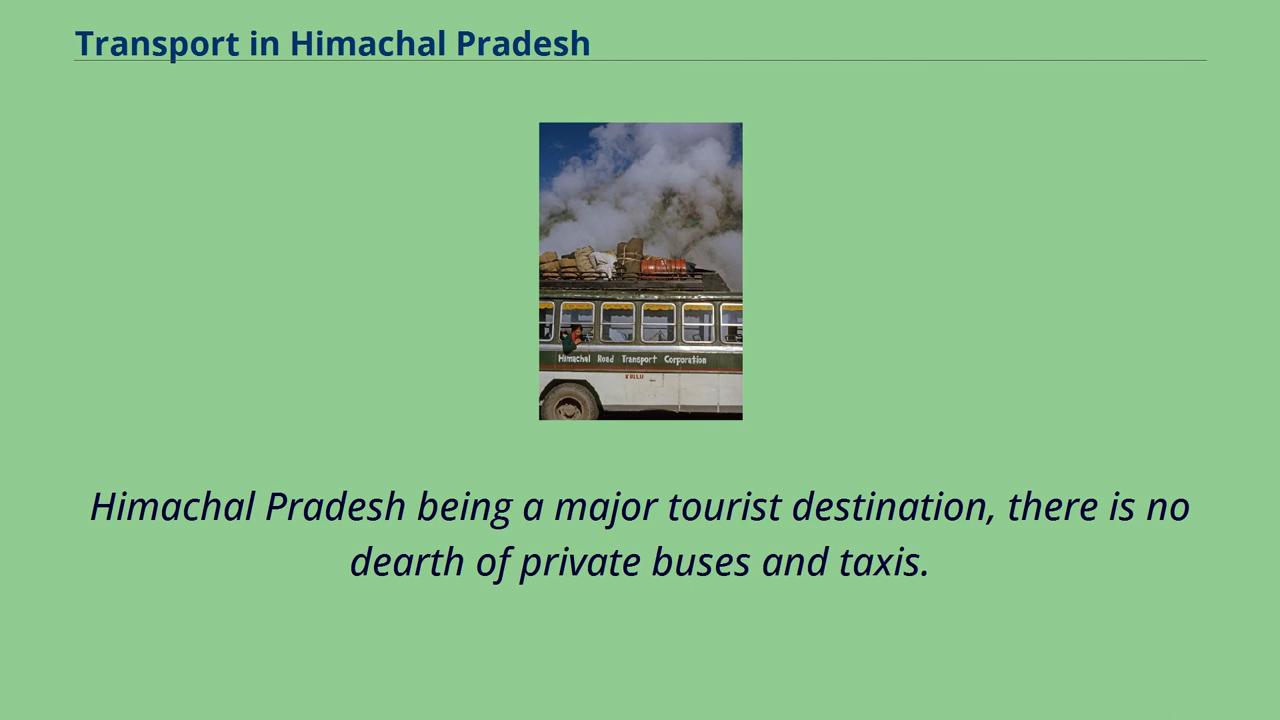 Transport in Himachal Pradesh
Himachal Road Transport Corporation
KULLU
Himachal Pradesh being a major tourist destination, there is no
dearth of private buses and taxis.